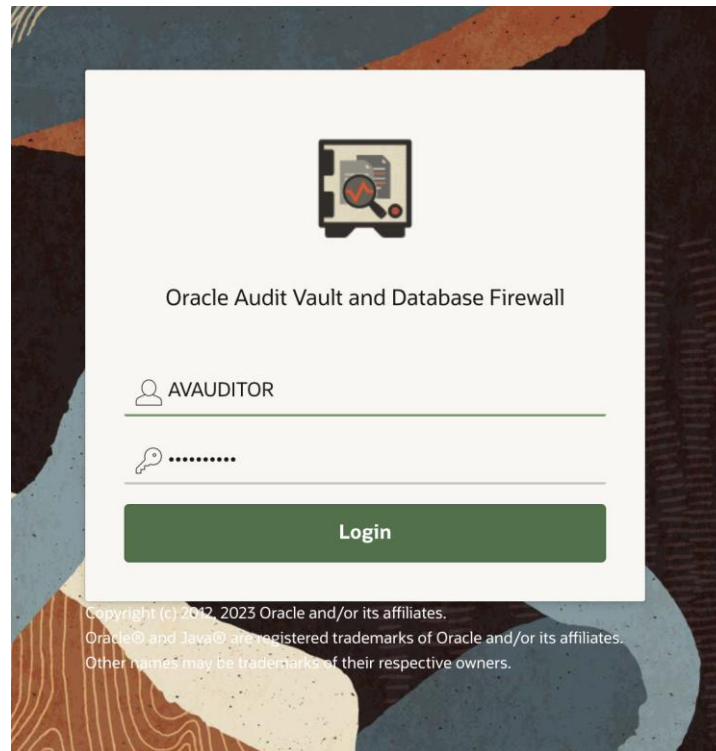 Oracle Audit Vault and Database Firewall
AVAUDITOR
••••••••••
Login
Copyright (c) 2012, 2023 Oracle and/or its affiliates.
Oracle® and Java® are registered trademarks of Oracle and/or its affiliates.
Other names may be trademarks of their respective owners.